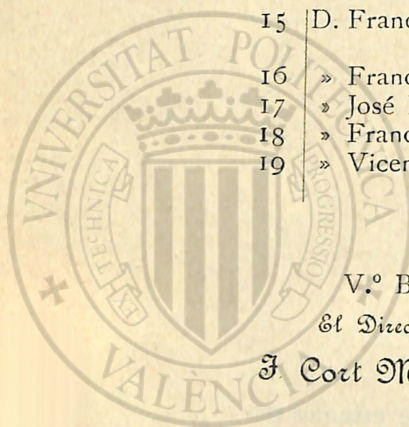 15 D. Franc
16 » Franc
17 » José
18 » Franc
19 » Vicen
V.º B
El Direc
J. Cort M
VNIVERSITAT POLITÈCNICA VALÈNCIA
EX TECHNICA PROGRESSIO